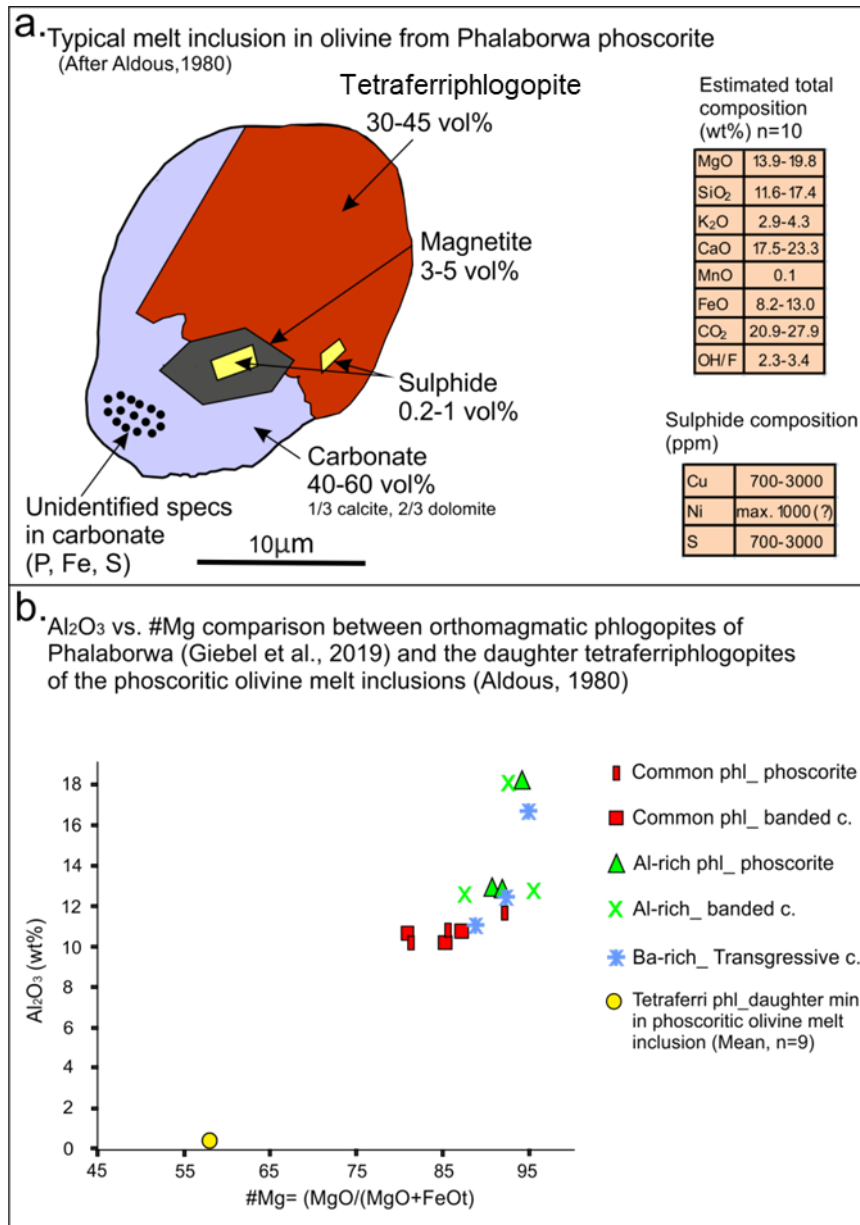 a.
Typical melt inclusion in olivine from Phalaborwa phoscorite
(After Aldous,1980)
Tetraferriphlogopite
30-45 vol%
Magnetite
3-5 vol%
Sulphide
0.2-1 vol%
Carbonate
40-60 vol%
1/3 calcite, 2/3 dolomite
Unidentified specs
in carbonate
(P, Fe, S)
10µm
Estimated total
composition
(wt%) n=10
MgO 13.9-19.8
SiO₂ 11.6-17.4
K₂O 2.9-4.3
CaO 17.5-23.3
MnO 0.1
FeO 8.2-13.0
CO₂ 20.9-27.9
OH/F 2.3-3.4
Sulphide composition
(ppm)
Cu 700-3000
Ni max. 1000 (?)
S 700-3000
b.
Al₂O₃ vs. #Mg comparison between orthomagmatic phlogopites of
Phalaborwa (Giebel et al., 2019) and the daughter tetraferriphlogopites
of the phoscoritic olivine melt inclusions (Aldous, 1980)
Al₂O₃ (wt%)
18
16
14
12
10
8
6
4
2
0
45 55 65 75 85 95
#Mg= (MgO/(MgO+FeOt)
Common phl_ phoscorite
Common phl_ banded c.
Al-rich phl_ phoscorite
Al-rich_ banded c.
Ba-rich_ Transgressive c.
Tetraferri phl_daughter min
in phoscoritic olivine melt
inclusion (Mean, n=9)